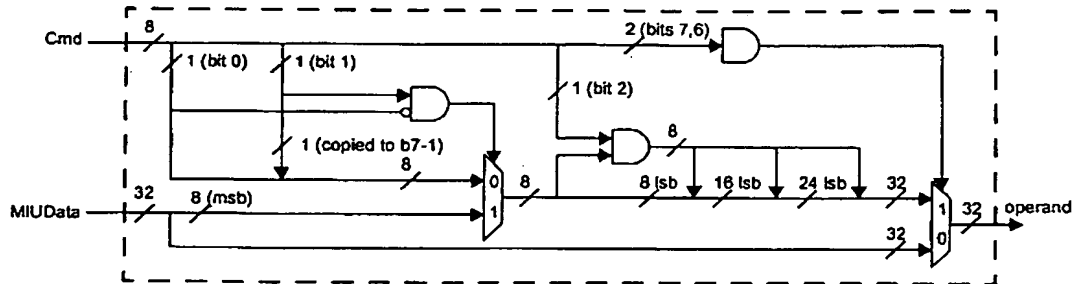 8
2 (bits 7,6)
Cmd
1 (bit 0)
1 (bit 1)
1 (bit 2)
8
1 (copied to b7-1)
8
0
8
8 lsb
16 lsb
24 lsb
32
32
8 (msb)
1
1
32
operand
MIUData
0
32